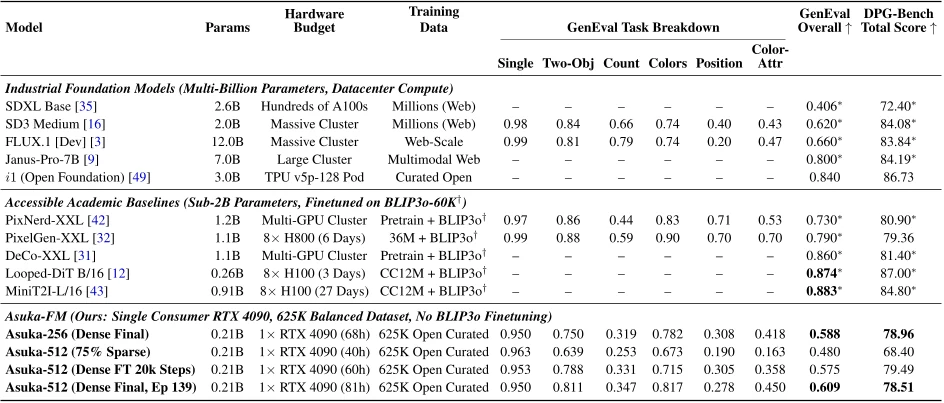 Model Params Hardware Budget Training Data GenEval Task Breakdown GenEval Overall ↑ DPG-Bench Total Score ↑
Single Two-Obj Count Colors Position Color-Attr
Industrial Foundation Models (Multi-Billion Parameters, Datacenter Compute)
SDXL Base [35] 2.6B Hundreds of A100s Millions (Web) – – – – – – 0.406* 72.40*
SD3 Medium [16] 2.0B Massive Cluster Millions (Web) 0.98 0.84 0.66 0.74 0.40 0.43 0.620* 84.08*
FLUX.1 [Dev] [3] 12.0B Massive Cluster Web-Scale 0.99 0.81 0.79 0.74 0.20 0.47 0.660* 83.84*
Janus-Pro-7B [9] 7.0B Large Cluster Multimodal Web – – – – – – 0.800* 84.19*
i1 (Open Foundation) [49] 3.0B TPU v5p-128 Pod Curated Open – – – – – – 0.840 86.73
Accessible Academic Baselines (Sub-2B Parameters, Finetuned on BLIP3o-60K†)
PixNerd-XXL [42] 1.2B Multi-GPU Cluster Pretrain + BLIP3o† 0.97 0.86 0.44 0.83 0.71 0.53 0.730* 80.90*
PixelGen-XXL [32] 1.1B 8× H800 (6 Days) 36M + BLIP3o† 0.99 0.88 0.59 0.90 0.70 0.70 0.790* 79.36
DeCo-XXL [31] 1.1B Multi-GPU Cluster Pretrain + BLIP3o† – – – – – – 0.860* 81.40*
Looped-DiT B/16 [12] 0.26B 8× H100 (3 Days) CC12M + BLIP3o† – – – – – – 0.874* 87.00*
MiniT2I-L/16 [43] 0.91B 8× H100 (27 Days) CC12M + BLIP3o† – – – – – – 0.883* 84.80*
Asuka-FM (Ours: Single Consumer RTX 4090, 625K Balanced Dataset, No BLIP3o Finetuning)
Asuka-256 (Dense Final) 0.21B 1× RTX 4090 (68h) 625K Open Curated 0.950 0.750 0.319 0.782 0.308 0.418 0.588 78.96
Asuka-512 (75% Sparse) 0.21B 1× RTX 4090 (40h) 625K Open Curated 0.963 0.639 0.253 0.673 0.190 0.163 0.480 68.40
Asuka-512 (Dense FT 20k Steps) 0.21B 1× RTX 4090 (60h) 625K Open Curated 0.953 0.788 0.331 0.715 0.305 0.358 0.575 79.49
Asuka-512 (Dense Final, Ep 139) 0.21B 1× RTX 4090 (81h) 625K Open Curated 0.950 0.811 0.347 0.817 0.278 0.450 0.609 78.51